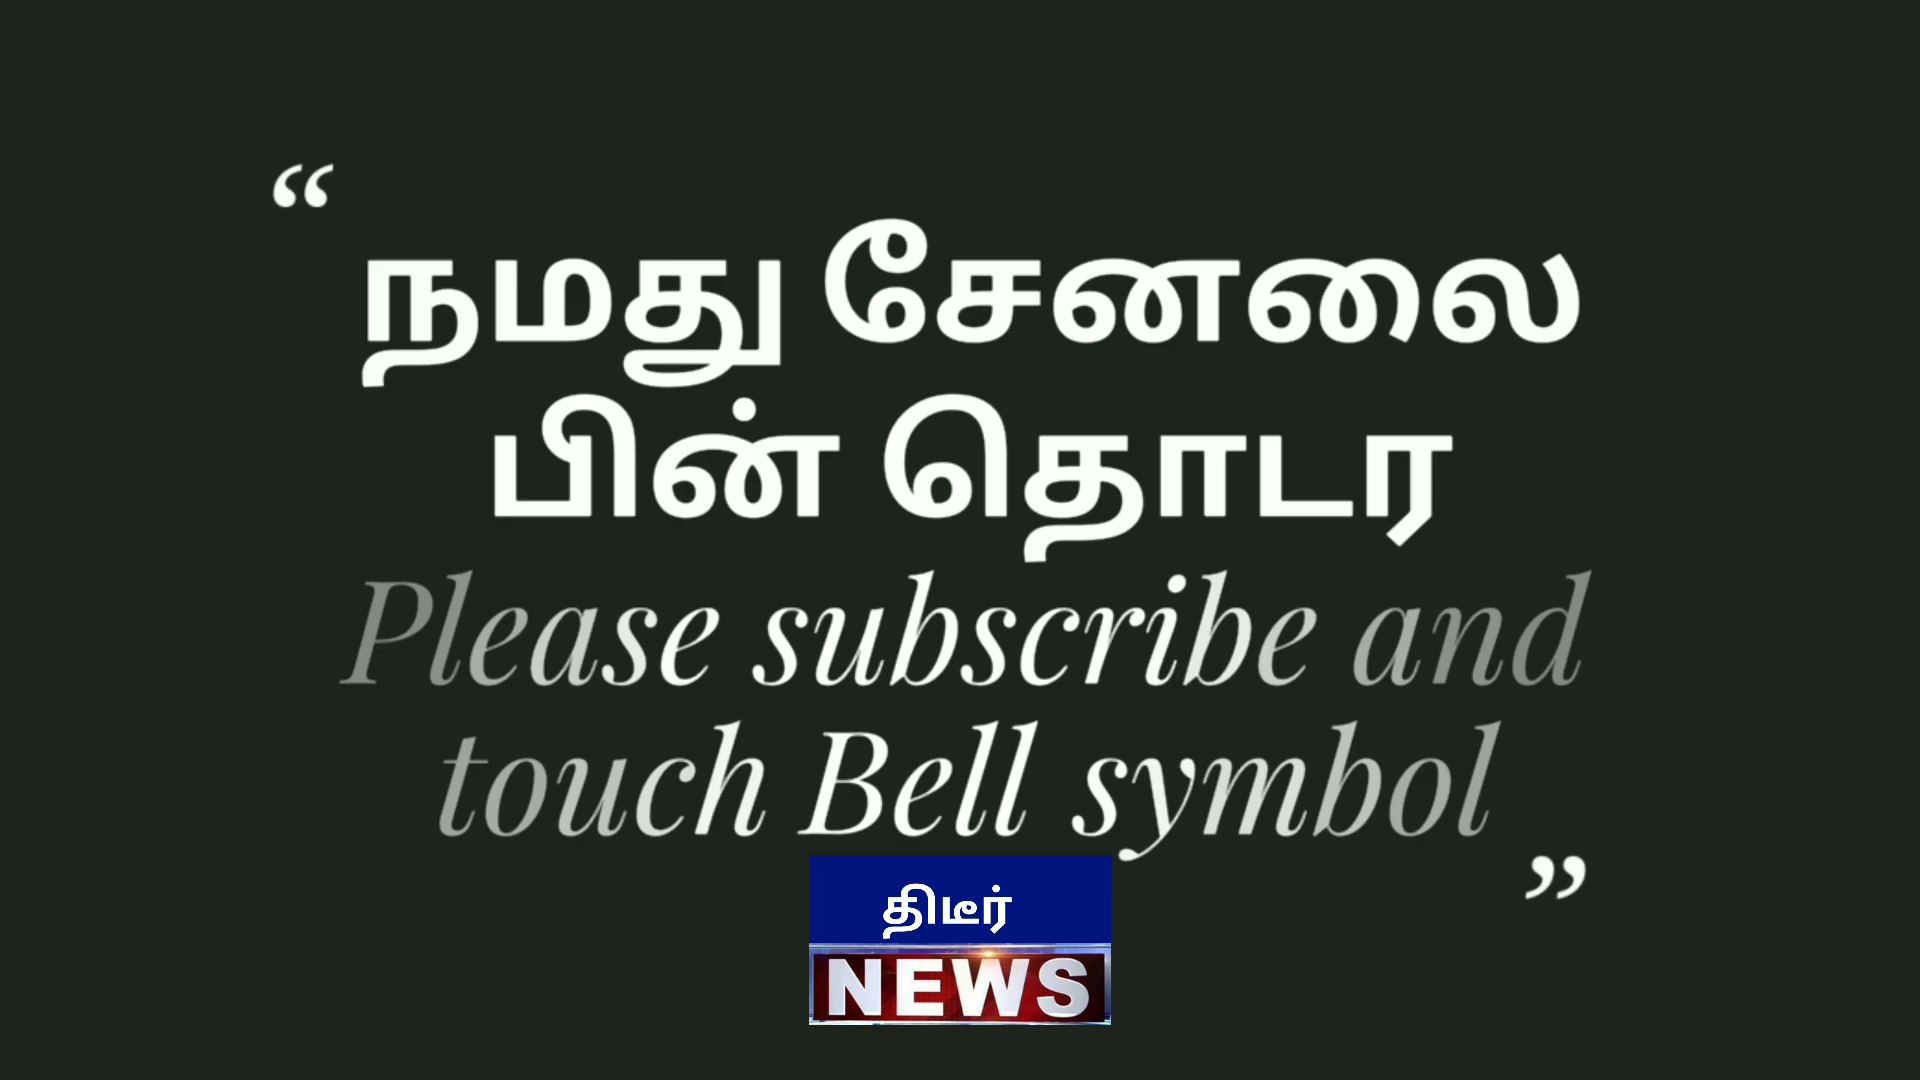 “
நமது சேனலை
பின் தொடர
Please subscribe and
touch Bell symbol
”
திடீர்
NEWS